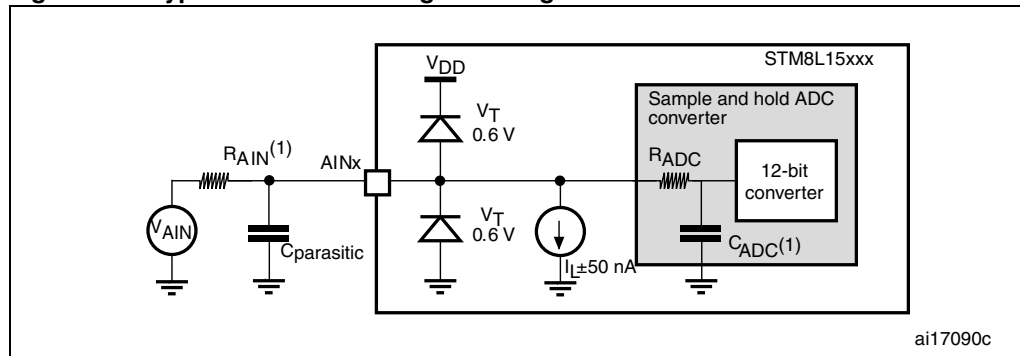 STM8L15xxx
VDD
Sample and hold ADC
converter
VT
0.6 V
RAIN(1)
AINx
RADC
12-bit
converter
VAIN
Cparasitic
VT
0.6 V
IL±50 nA
CADC(1)
ai17090c